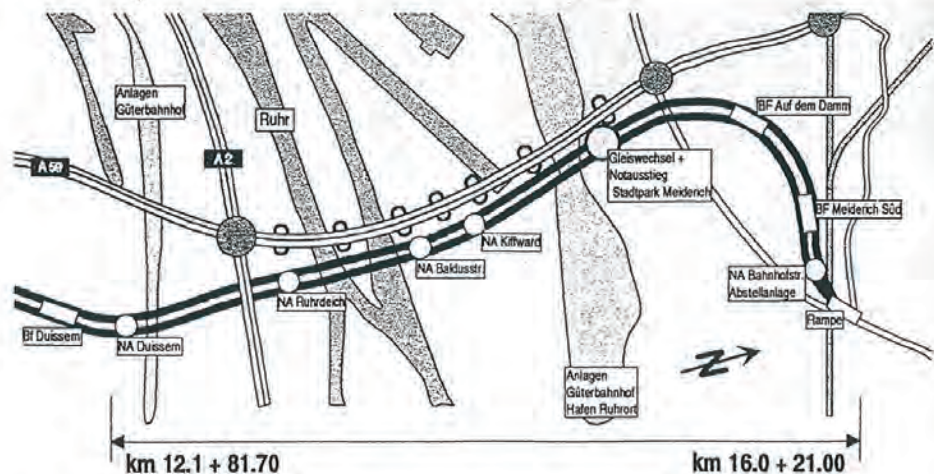 Anlagen
Güterbahnhof
Ruhr
A 59
A 2
BF Auf dem Damm
Gleiswechsel +
Notausstieg
Stadtpark Meiderich
BF Meiderich Süd
NA Kiffward
NA Baldusstr.
NA Bahnhofstr.
Abstellanlage
NA Ruhrdeich
Rampe
Bf Duissern
NA Duissern
Anlagen
Güterbahnhof
Hafen Ruhrort
N
km 12.1 + 81.70
km 16.0 + 21.00